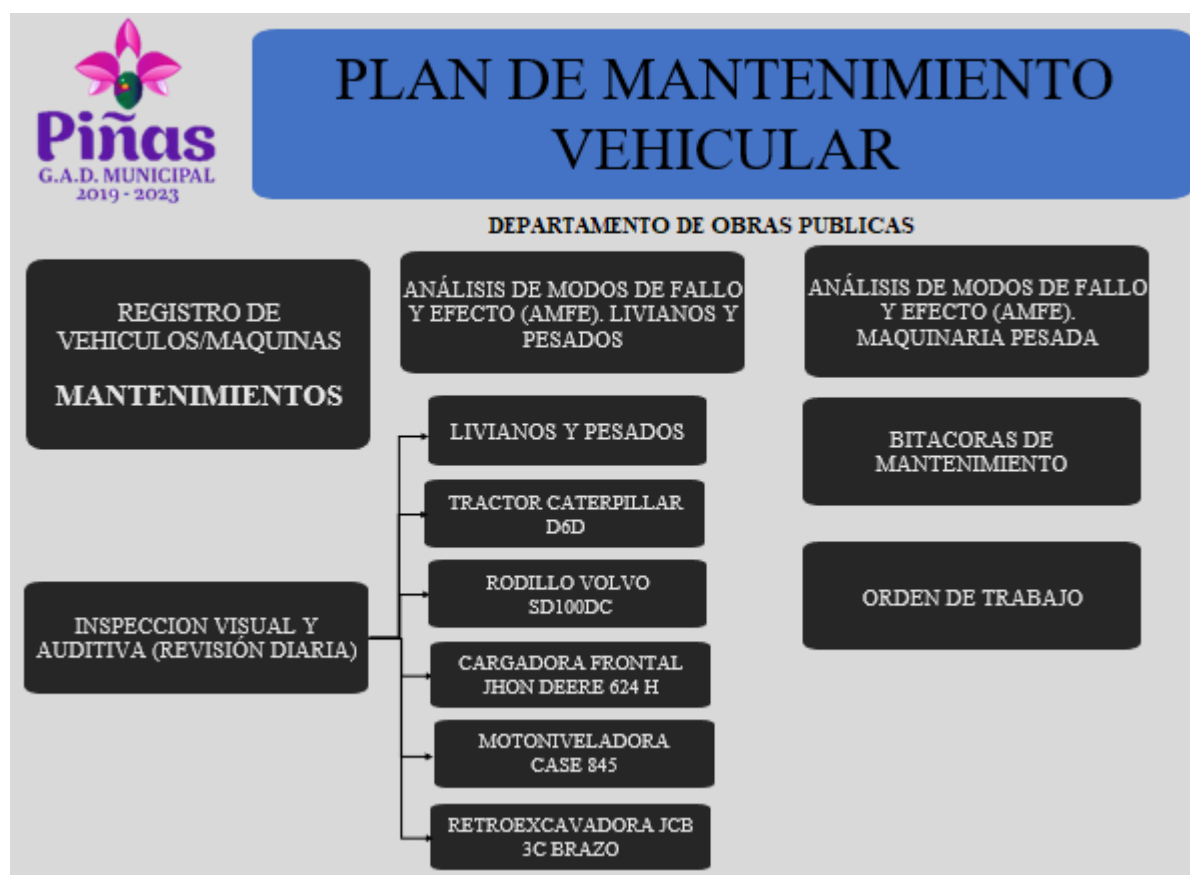 Piñas
G.A.D. MUNICIPAL
2019 - 2023
PLAN DE MANTENIMIENTO
VEHICULAR
DEPARTAMENTO DE OBRAS PUBLICAS
REGISTRO DE
VEHICULOS/MAQUINAS
MANTENIMIENTOS
ANÁLISIS DE MODOS DE FALLO
Y EFECTO (AMFE). LIVIANOS Y
PESADOS
ANÁLISIS DE MODOS DE FALLO
Y EFECTO (AMFE).
MAQUINARIA PESADA
INSPECCION VISUAL Y
AUDITIVA (REVISIÓN DIARIA)
LIVIANOS Y PESADOS
TRACTOR CATERPILLAR
D6D
RODILLO VOLVO
SD100DC
CARGADORA FRONTAL
JHON DEERE 624 H
MOTONIVELADORA
CASE 845
RETROEXCAVADORA JCB
3C BRAZO
BITACORAS DE
MANTENIMIENTO
ORDEN DE TRABAJO